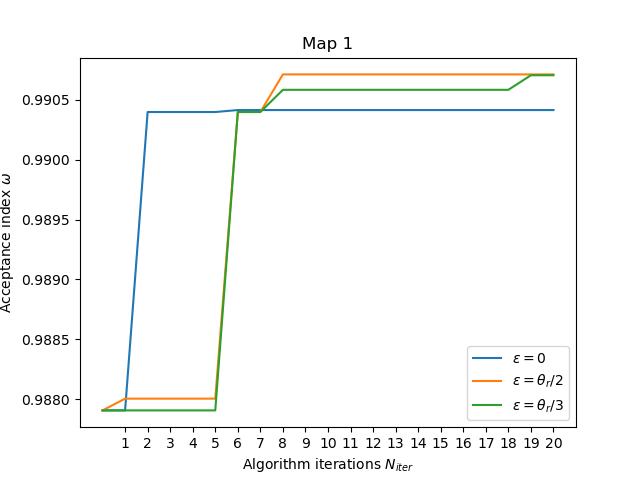 Map 1
Acceptance index ω
0.9905
0.9900
0.9895
0.9890
0.9885
0.9880
1 2 3 4 5 6 7 8 9 10 11 12 13 14 15 16 17 18 19 20
Algorithm iterations N_{iter}
ε = 0
ε = θ_r/2
ε = θ_r/3